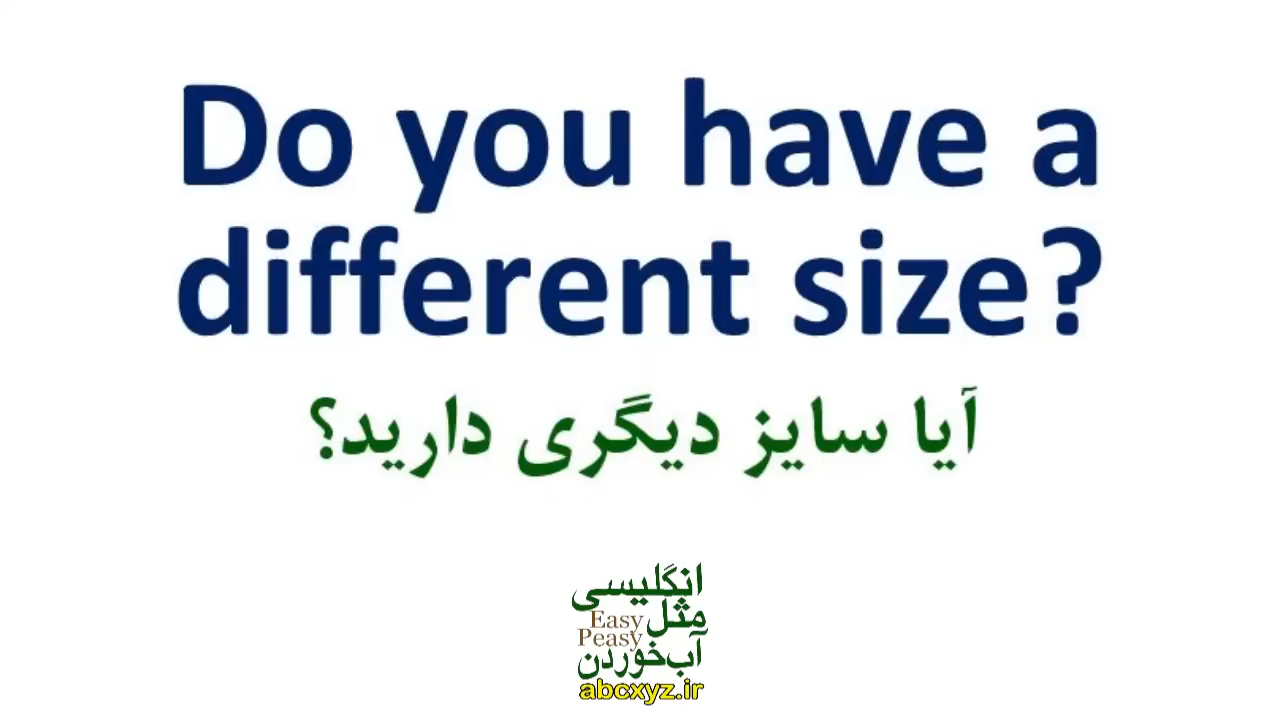 Do you have a
different size?
آیا سایز دیگری دارید؟
انگلیسی
مثل Easy
Peasy
آب‌خوردن
abcxyz.ir